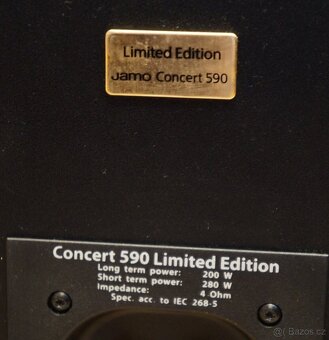 Limited Edition
Jamo Concert 590
Concert 590 Limited Edition
Long term power: 200 W
Short term power: 280 W
Impedance: 4 Ohm
Spec. acc. to IEC 268-5
© Bazos.cz